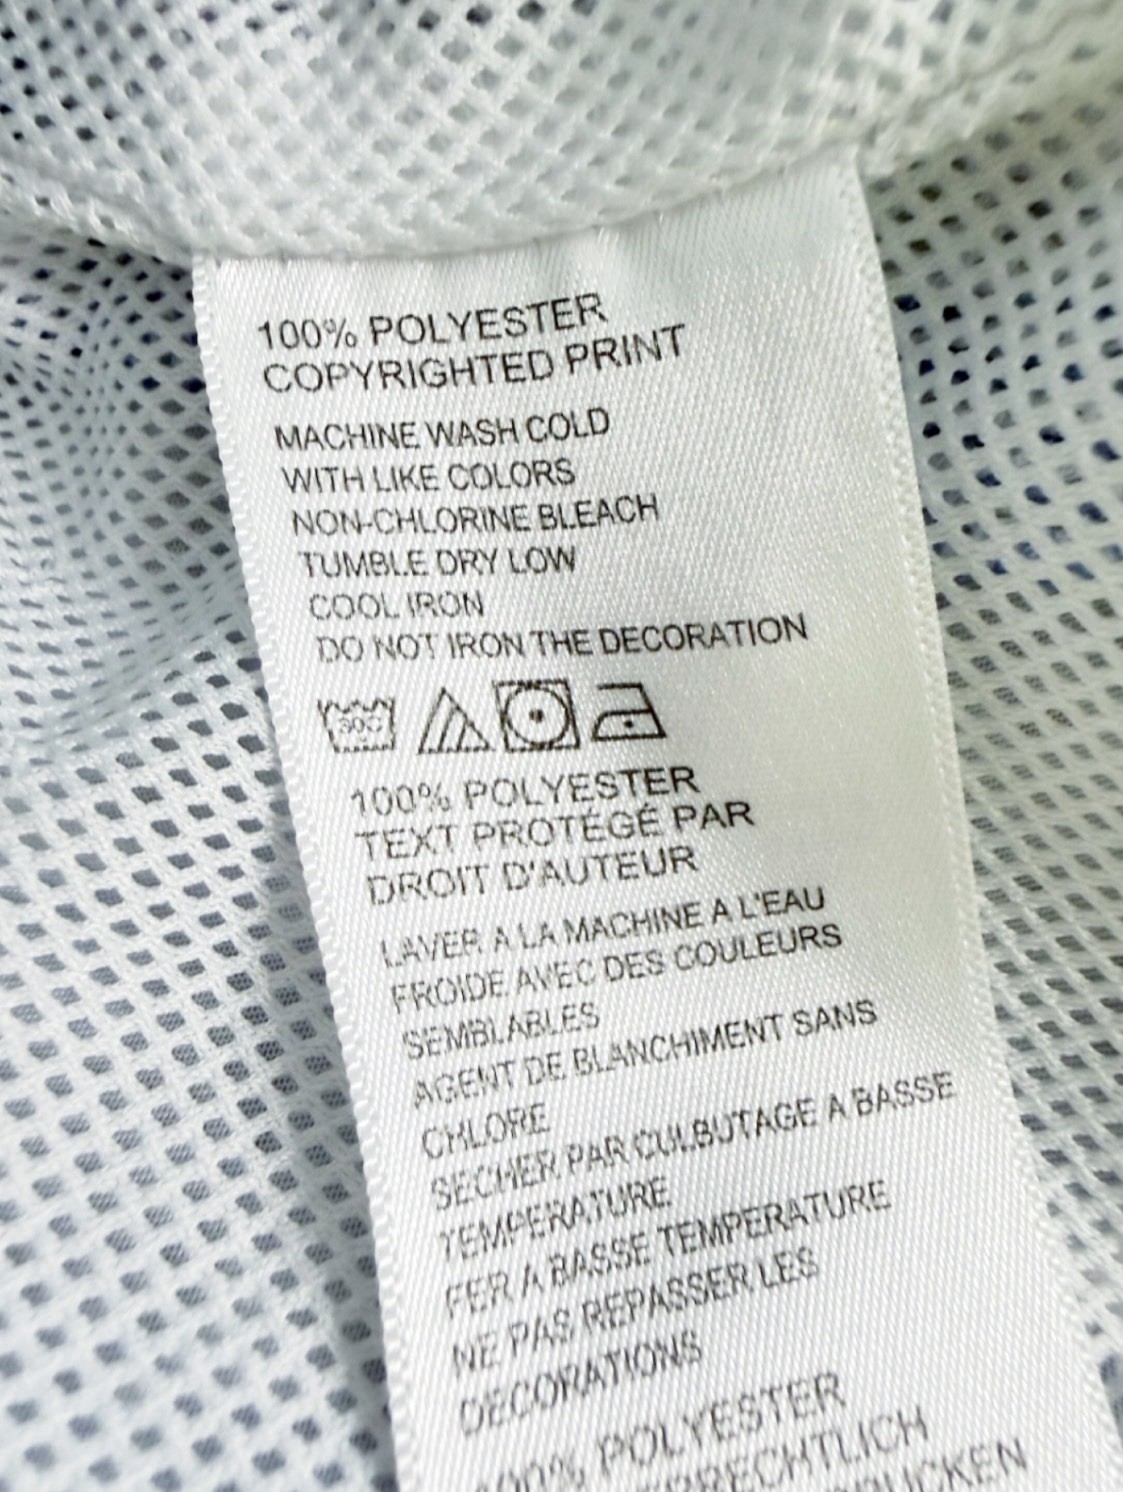 100% POLYESTER
COPYRIGHTED PRINT
MACHINE WASH COLD
WITH LIKE COLORS
NON-CHLORINE BLEACH
TUMBLE DRY LOW
COOL IRON
DO NOT IRON THE DECORATION
30C
100% POLYESTER
TEXT PROTÉGÉ PAR
DROIT D'AUTEUR
LAVER A LA MACHINE A L'EAU
FROIDE AVEC DES COULEURS
SEMBLABLES
AGENT DE BLANCHIMENT SANS
CHLORE
SECHER PAR CULBUTAGE A BASSE
TEMPERATURE
FER A BASSE TEMPERATURE
NE PAS REPASSER LES
DECORATIONS
100% POLYESTER